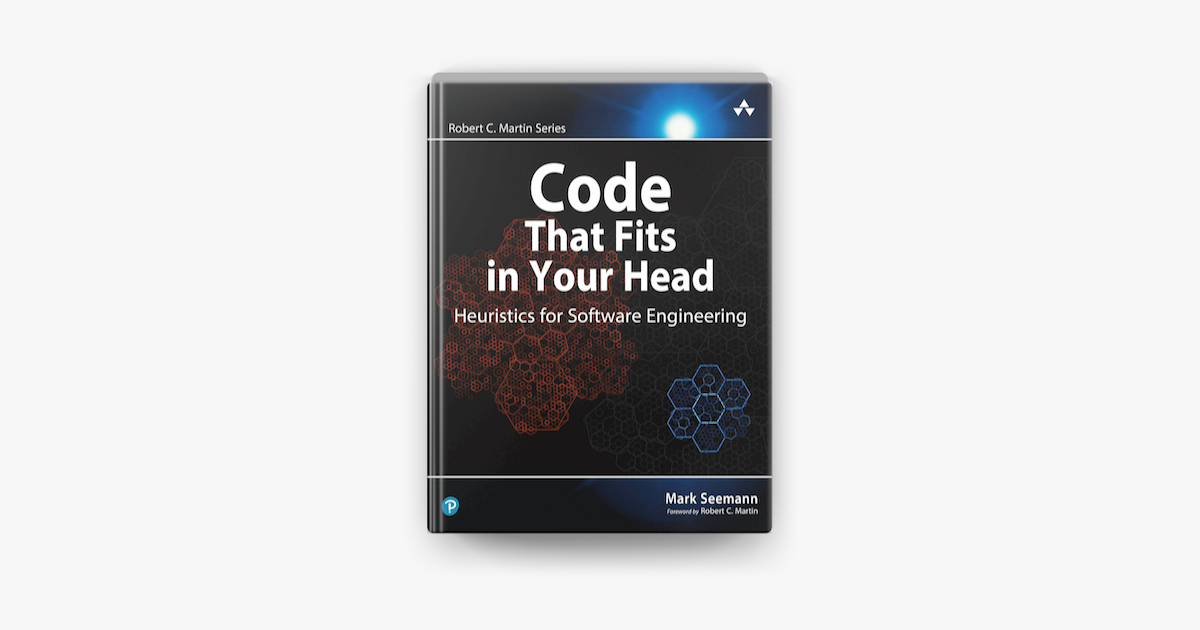 Robert C. Martin Series
Code
That Fits
in Your Head
Heuristics for Software Engineering
Mark Seemann
Foreword by Robert C. Martin
P